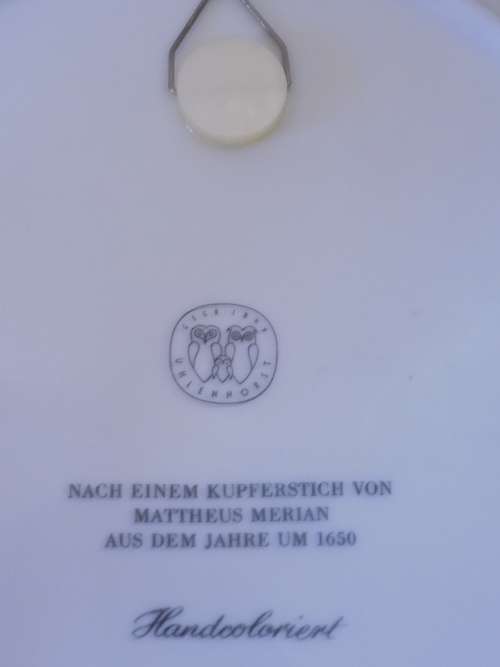 UHLENHORST
NACH EINEM KUPFERSTICH VON
MATTHEUS MERIAN
AUS DEM JAHRE UM 1650
Handcoloriert